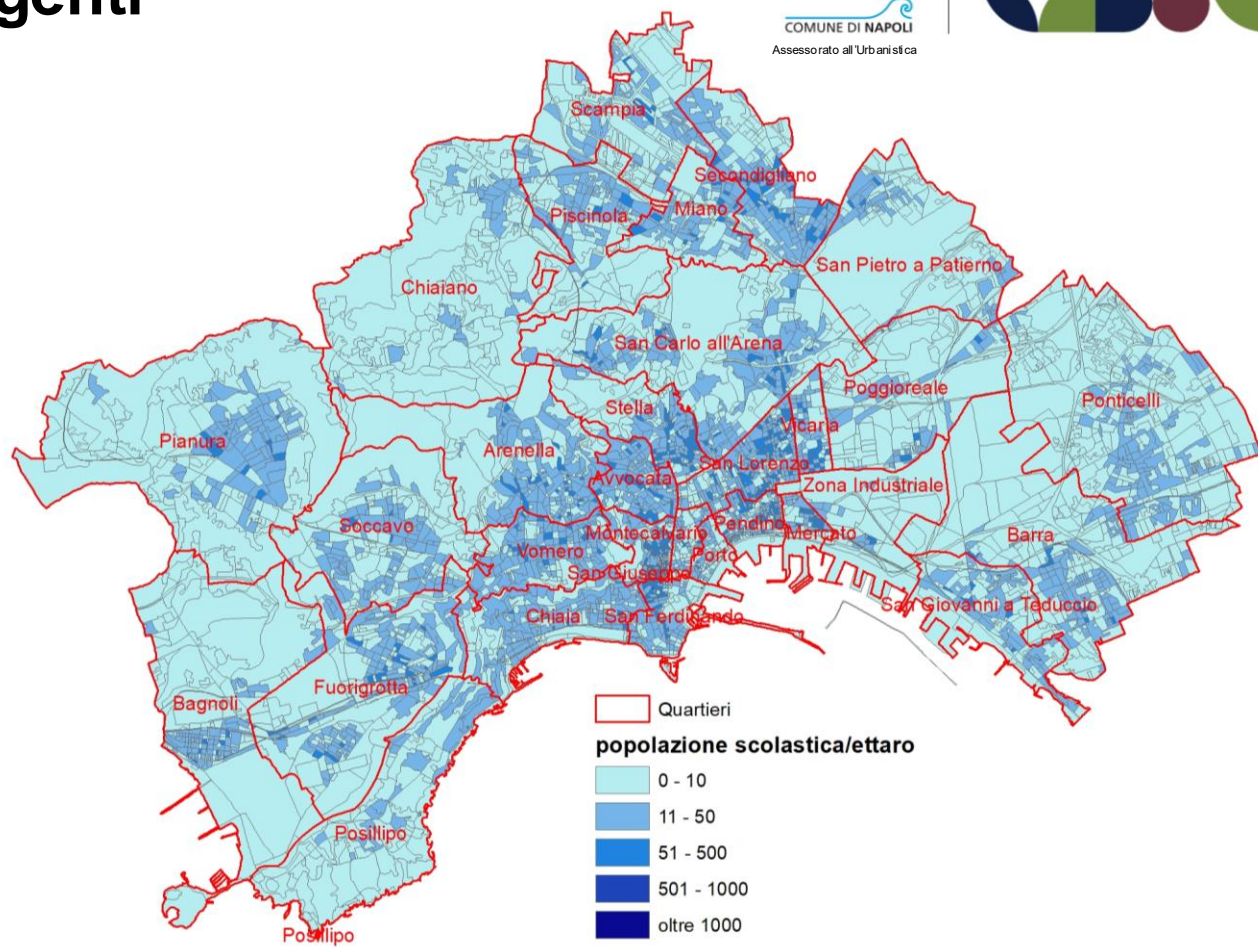 genti
COMUNE DI NAPOLI
Assessorato all'Urbanistica
Scampia
Secondigliano
Piscinola
Miano
San Pietro a Patierno
Chiaiano
San Carlo all'Arena
Poggioreale
Ponticelli
Stella
Vicaria
Pianura
Arenella
San Lorenzo
Avvocata
Zona Industriale
Soccavo
Pendino
Montecalvario
Mercato
Barra
Vomero
Porto
San Giuseppe
San Giovanni a Teduccio
Chiaia
San Ferdinando
Fuorigrotta
Bagnoli
Posillipo
Posillipo
Quartieri
popolazione scolastica/ettaro
0 - 10
11 - 50
51 - 500
501 - 1000
oltre 1000